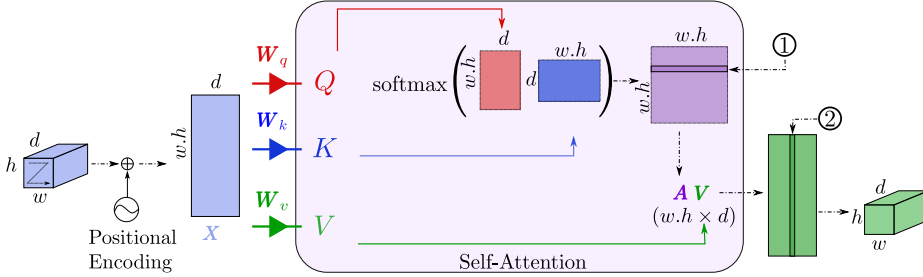 d
h
w
Positional
Encoding
d
w.h
X
W_q
W_k
W_v
Q
K
V
softmax(
d
w.h
w.h
d
)
w.h
w.h
1
A V
(w.h × d)
Self-Attention
2
d
h
w